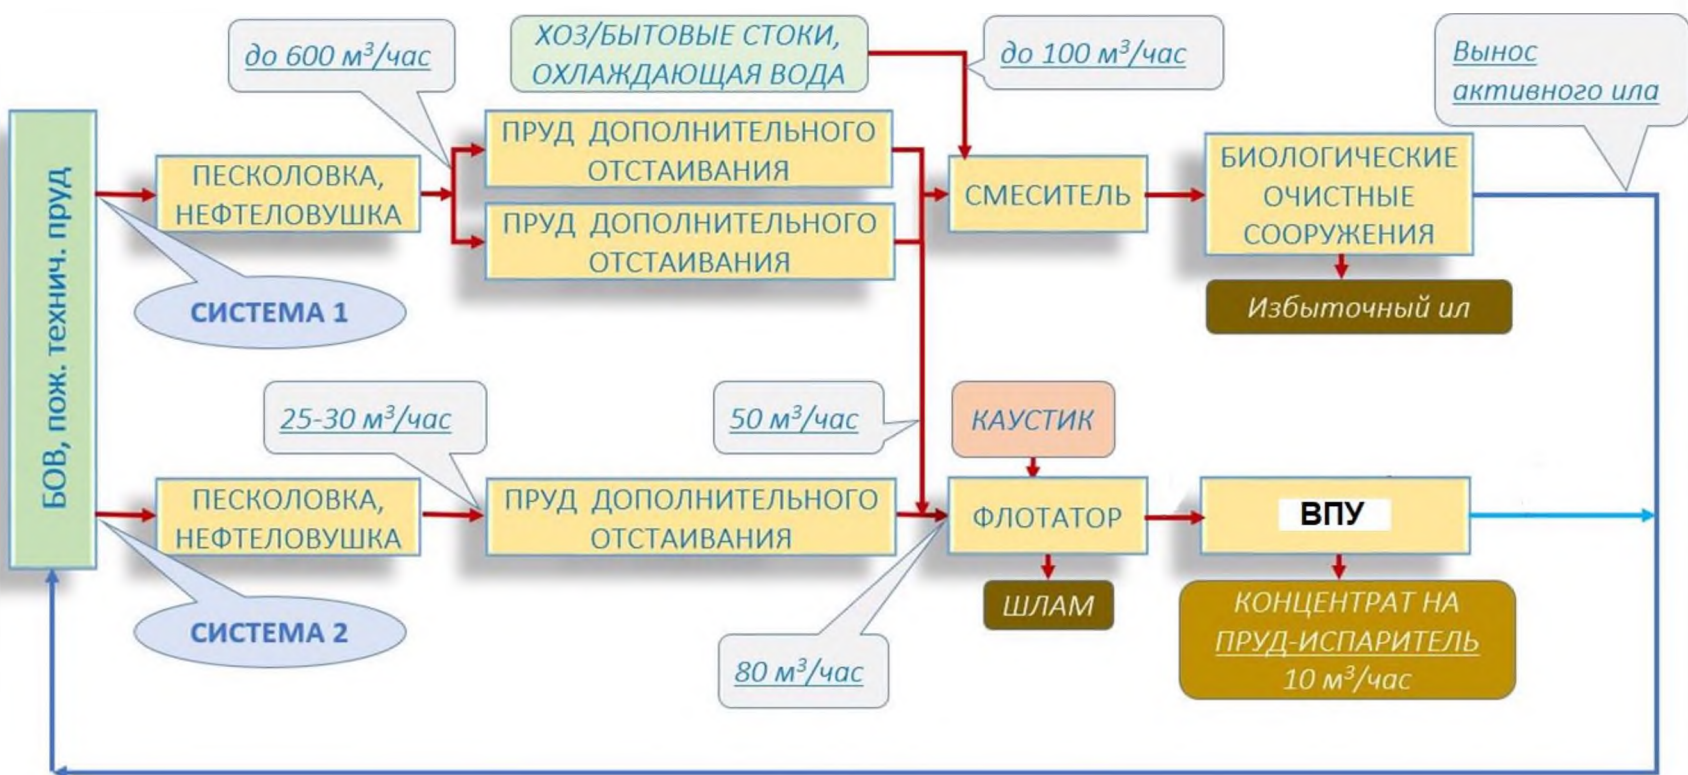 до 600 м³/час
ХОЗ/БЫТОВЫЕ СТОКИ,
ОХЛАЖДАЮЩАЯ ВОДА
до 100 м³/час
Вынос
активного ила
БОВ, пож. технич. пруд
ПЕСКОЛОВКА,
НЕФТЕЛОВУШКА
ПРУД ДОПОЛНИТЕЛЬНОГО
ОТСТАИВАНИЯ
ПРУД ДОПОЛНИТЕЛЬНОГО
ОТСТАИВАНИЯ
СМЕСИТЕЛЬ
БИОЛОГИЧЕСКИЕ
ОЧИСТНЫЕ
СООРУЖЕНИЯ
СИСТЕМА 1
Избыточный ил
25-30 м³/час
50 м³/час
КАУСТИК
ПЕСКОЛОВКА,
НЕФТЕЛОВУШКА
ПРУД ДОПОЛНИТЕЛЬНОГО
ОТСТАИВАНИЯ
ФЛОТАТОР
ВПУ
СИСТЕМА 2
80 м³/час
ШЛАМ
КОНЦЕНТРАТ НА
ПРУД-ИСПАРИТЕЛЬ
10 м³/час